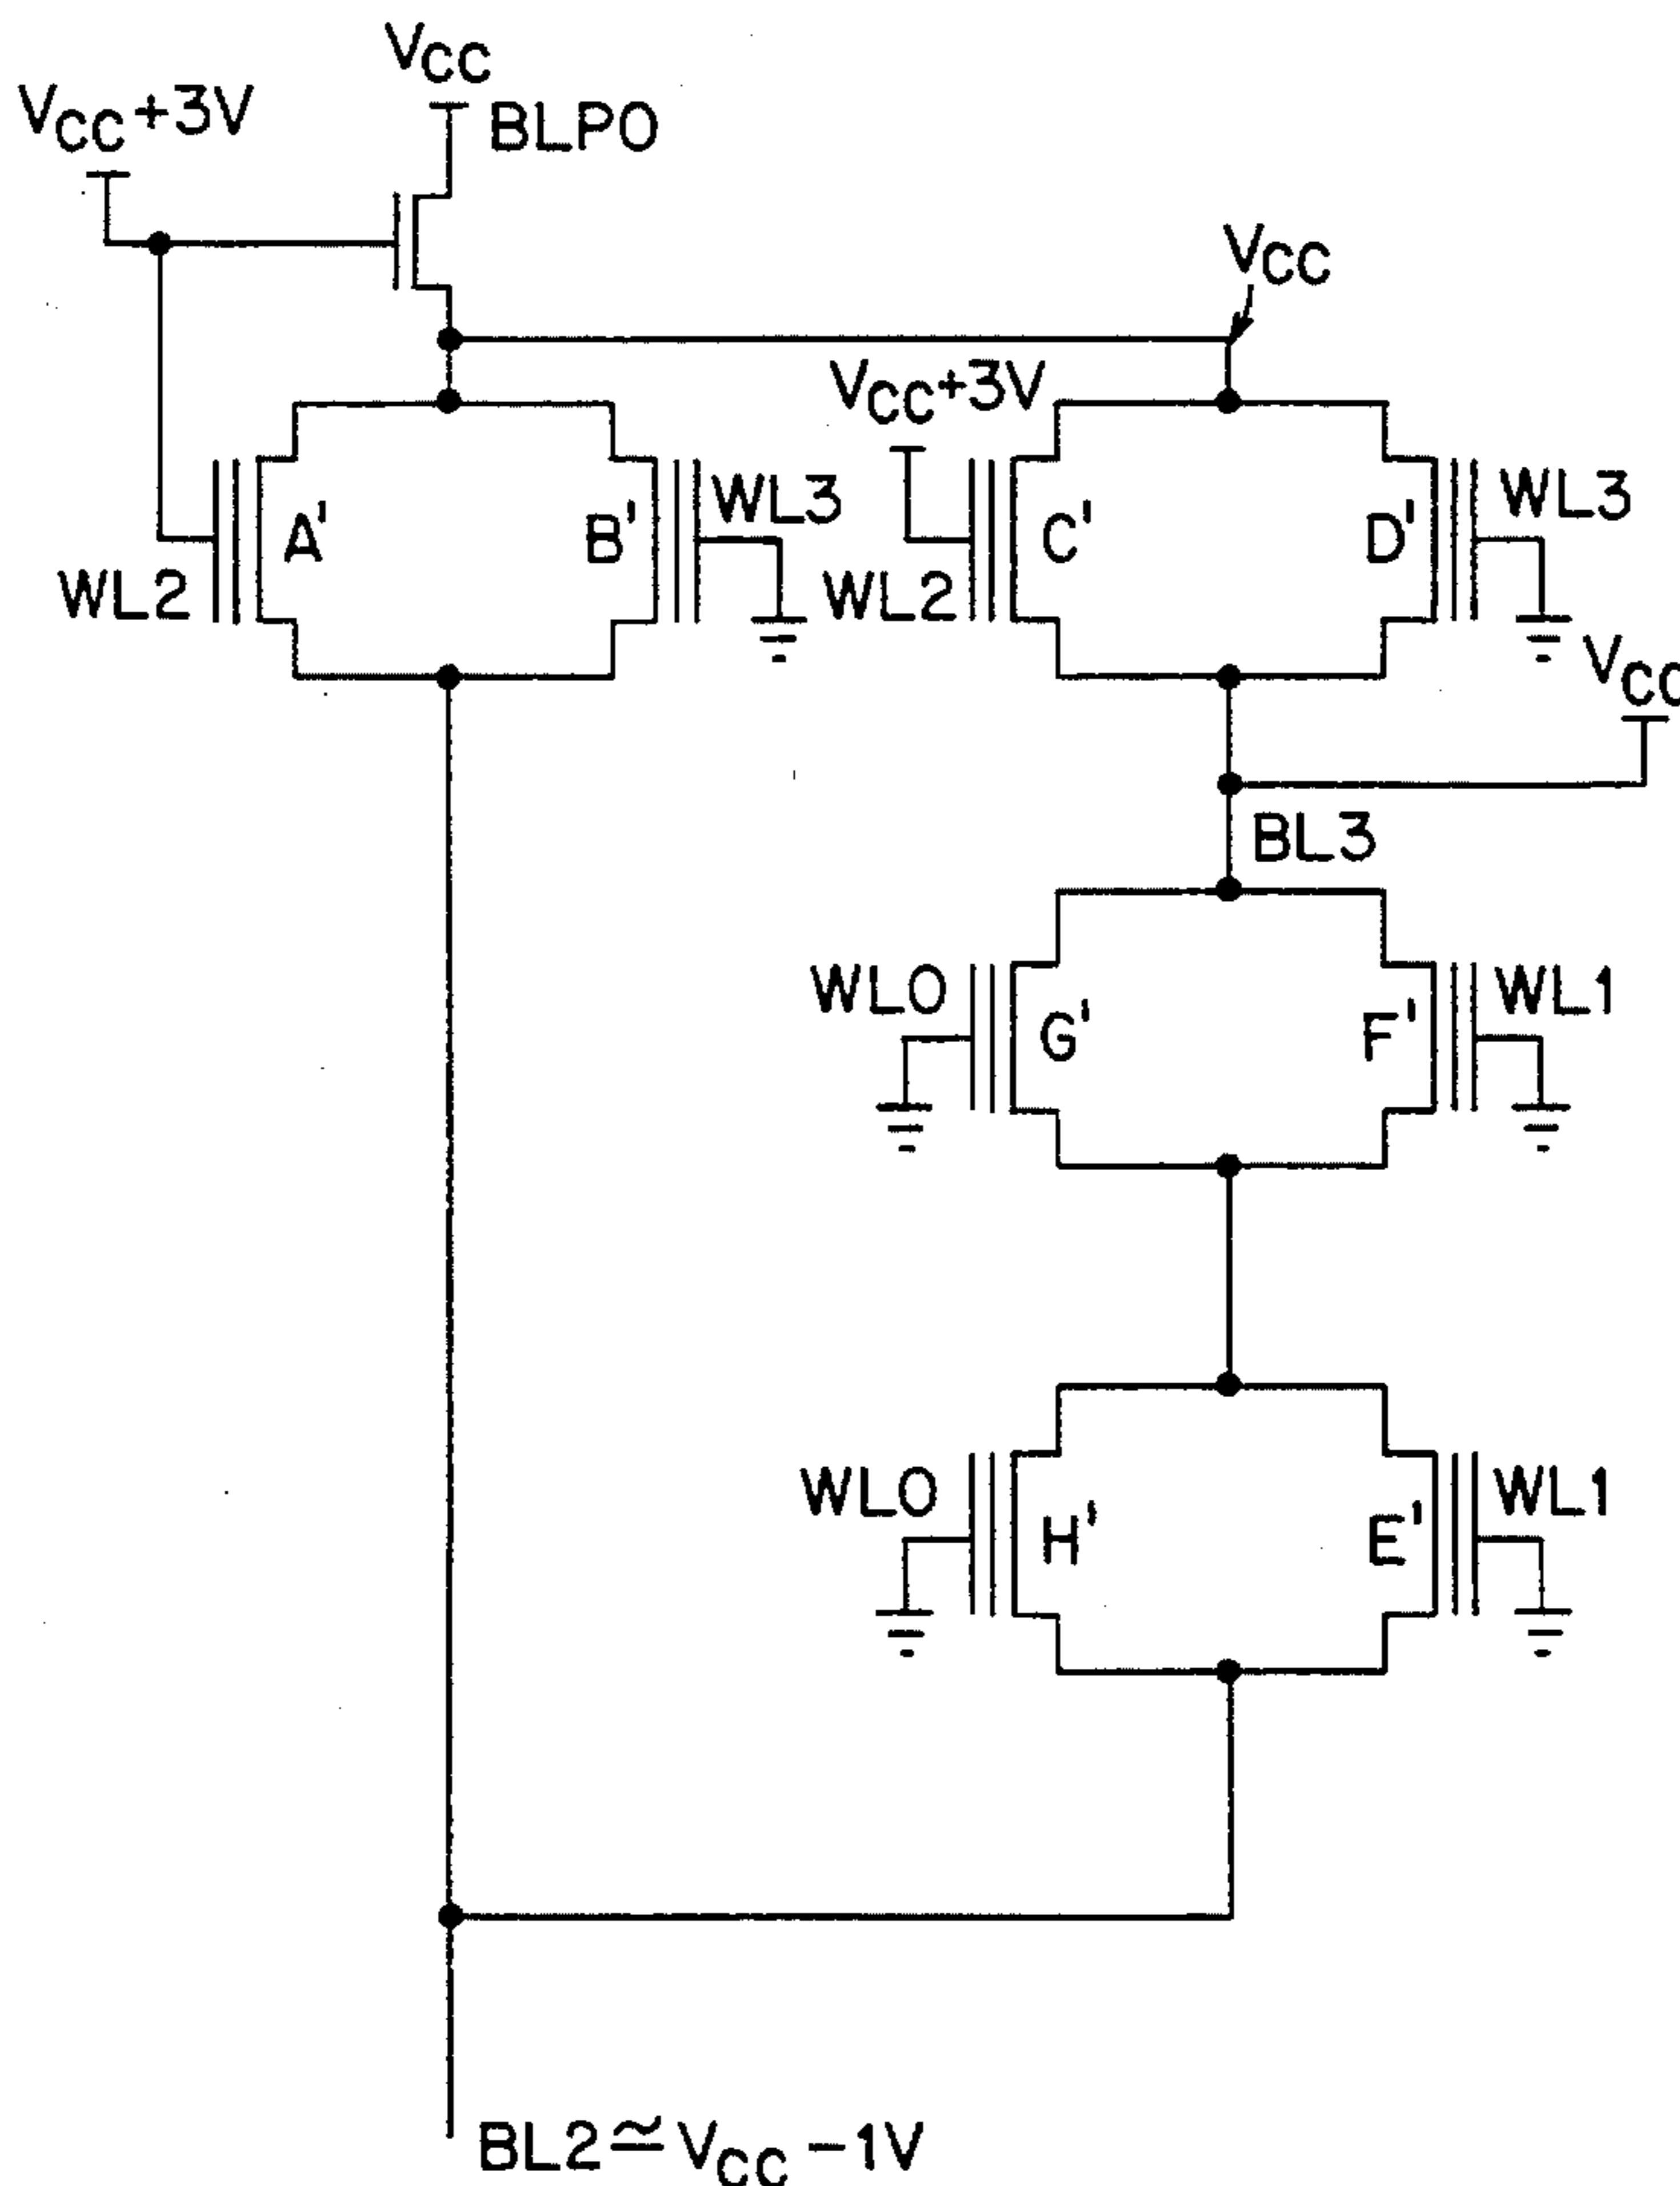 VCC
VCC+3V
BLP0
VCC
VCC+3V
A'
B'
WL3
WL2
C'
D'
WL3
WL2
VCC
BL3
WL0
G'
F'
WL1
WL0
H'
E'
WL1
BL2≃VCC-1V